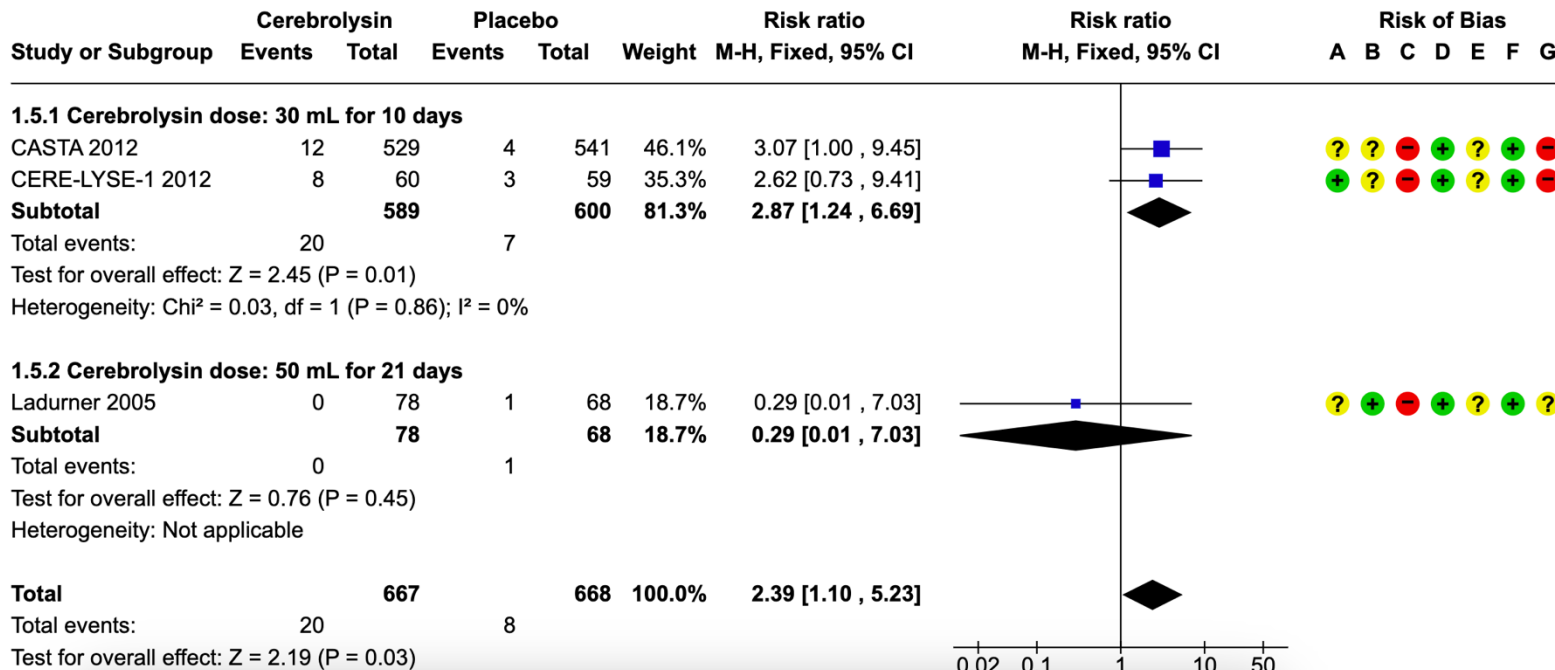 Cerebrolysin Placebo Risk ratio Risk ratio Risk of Bias
Study or Subgroup Events Total Events Total Weight M-H, Fixed, 95% CI M-H, Fixed, 95% CI A B C D E F G
1.5.1 Cerebrolysin dose: 30 mL for 10 days
CASTA 2012 12 529 4 541 46.1% 3.07 [1.00 , 9.45] ? ? − + ? + −
CERE-LYSE-1 2012 8 60 3 59 35.3% 2.62 [0.73 , 9.41] + ? − + ? + −
Subtotal 589 600 81.3% 2.87 [1.24 , 6.69]
Total events: 20 7
Test for overall effect: Z = 2.45 (P = 0.01)
Heterogeneity: Chi² = 0.03, df = 1 (P = 0.86); I² = 0%
1.5.2 Cerebrolysin dose: 50 mL for 21 days
Ladurner 2005 0 78 1 68 18.7% 0.29 [0.01 , 7.03] ? + − + ? + ?
Subtotal 78 68 18.7% 0.29 [0.01 , 7.03]
Total events: 0 1
Test for overall effect: Z = 0.76 (P = 0.45)
Heterogeneity: Not applicable
Total 667 668 100.0% 2.39 [1.10 , 5.23]
Total events: 20 8
Test for overall effect: Z = 2.19 (P = 0.03) 0.02 0.1 1 10 50